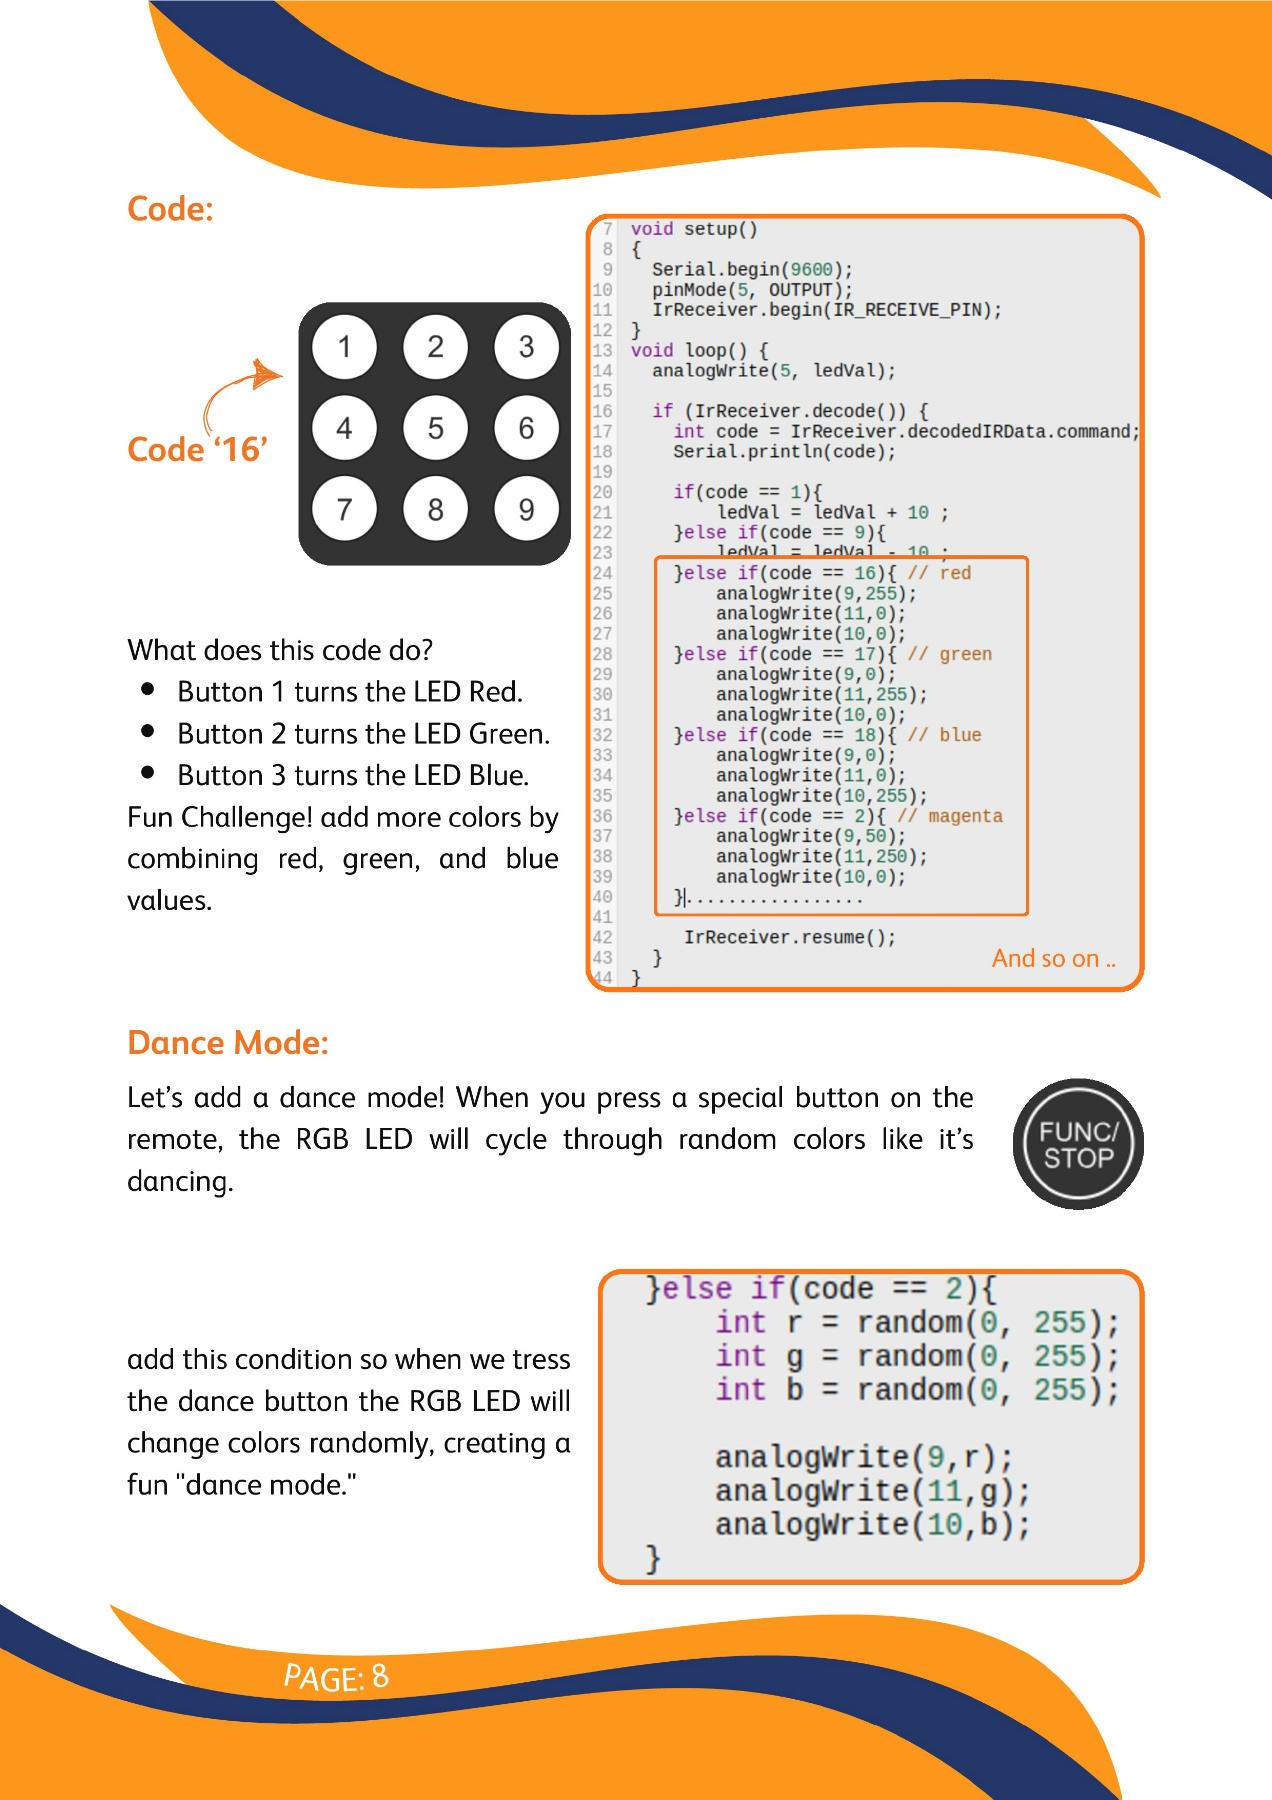 Code:
1 2 3
4 5 6
7 8 9
Code ‘16’
What does this code do?
• Button 1 turns the LED Red.
• Button 2 turns the LED Green.
• Button 3 turns the LED Blue.
Fun Challenge! add more colors by
combining red, green, and blue
values.
7 void setup()
8 {
9   Serial.begin(9600);
10   pinMode(5, OUTPUT);
11   IrReceiver.begin(IR_RECEIVE_PIN);
12 }
13 void loop() {
14   analogWrite(5, ledVal);
15
16   if (IrReceiver.decode()) {
17     int code = IrReceiver.decodedIRData.command;
18     Serial.println(code);
19
20     if(code == 1){
21         ledVal = ledVal + 10 ;
22     }else if(code == 9){
23         ledVal = ledVal - 10 ;
24     }else if(code == 16){ // red
25         analogWrite(9,255);
26         analogWrite(11,0);
27         analogWrite(10,0);
28     }else if(code == 17){ // green
29         analogWrite(9,0);
30         analogWrite(11,255);
31         analogWrite(10,0);
32     }else if(code == 18){ // blue
33         analogWrite(9,0);
34         analogWrite(11,0);
35         analogWrite(10,255);
36     }else if(code == 2){ // magenta
37         analogWrite(9,50);
38         analogWrite(11,250);
39         analogWrite(10,0);
40     }.................
41
42      IrReceiver.resume();
43   }
And so on ..
44 }
Dance Mode:
Let’s add a dance mode! When you press a special button on the
remote, the RGB LED will cycle through random colors like it’s
dancing.
FUNC/
STOP
add this condition so when we tress
the dance button the RGB LED will
change colors randomly, creating a
fun "dance mode."
}else if(code == 2){
    int r = random(0, 255);
    int g = random(0, 255);
    int b = random(0, 255);
    analogWrite(9,r);
    analogWrite(11,g);
    analogWrite(10,b);
}
PAGE: 8